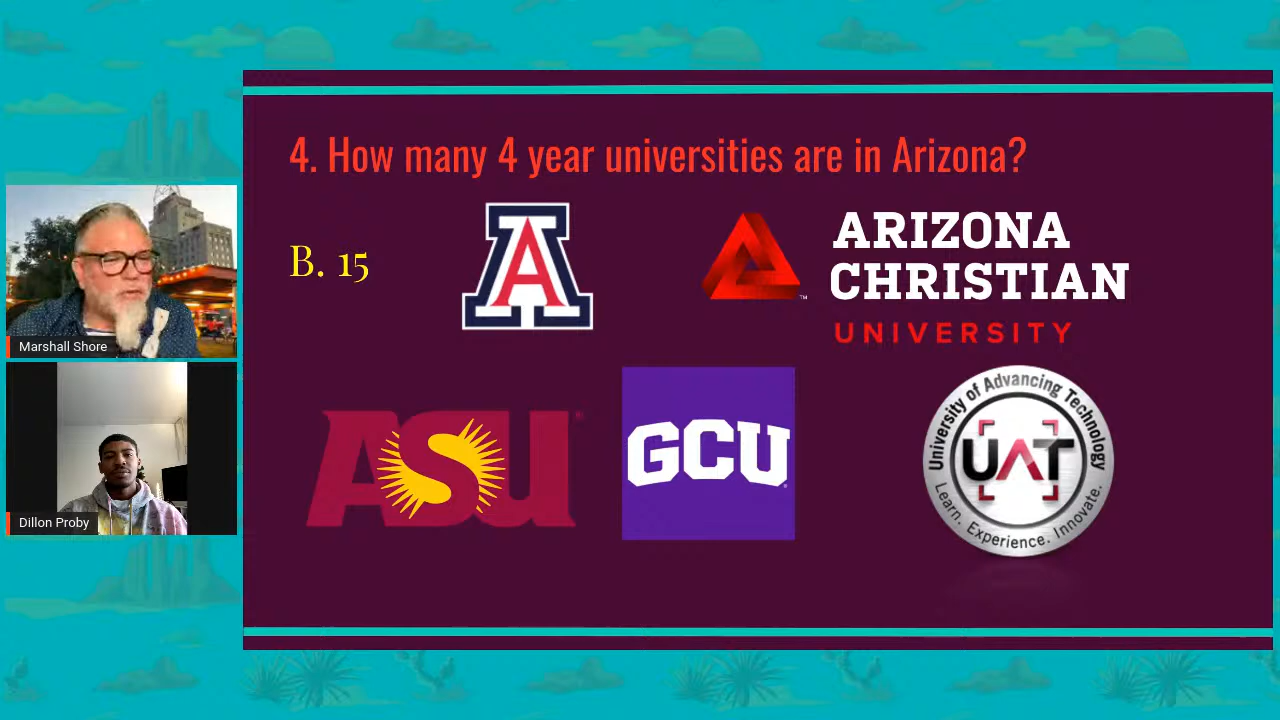 4. How many 4 year universities are in Arizona?
B. 15
A
ARIZONA
CHRISTIAN
UNIVERSITY
™
ASU
®
GCU
University of Advancing Technology
UAT
Learn. Experience. Innovate.
Marshall Shore
Dillon Proby